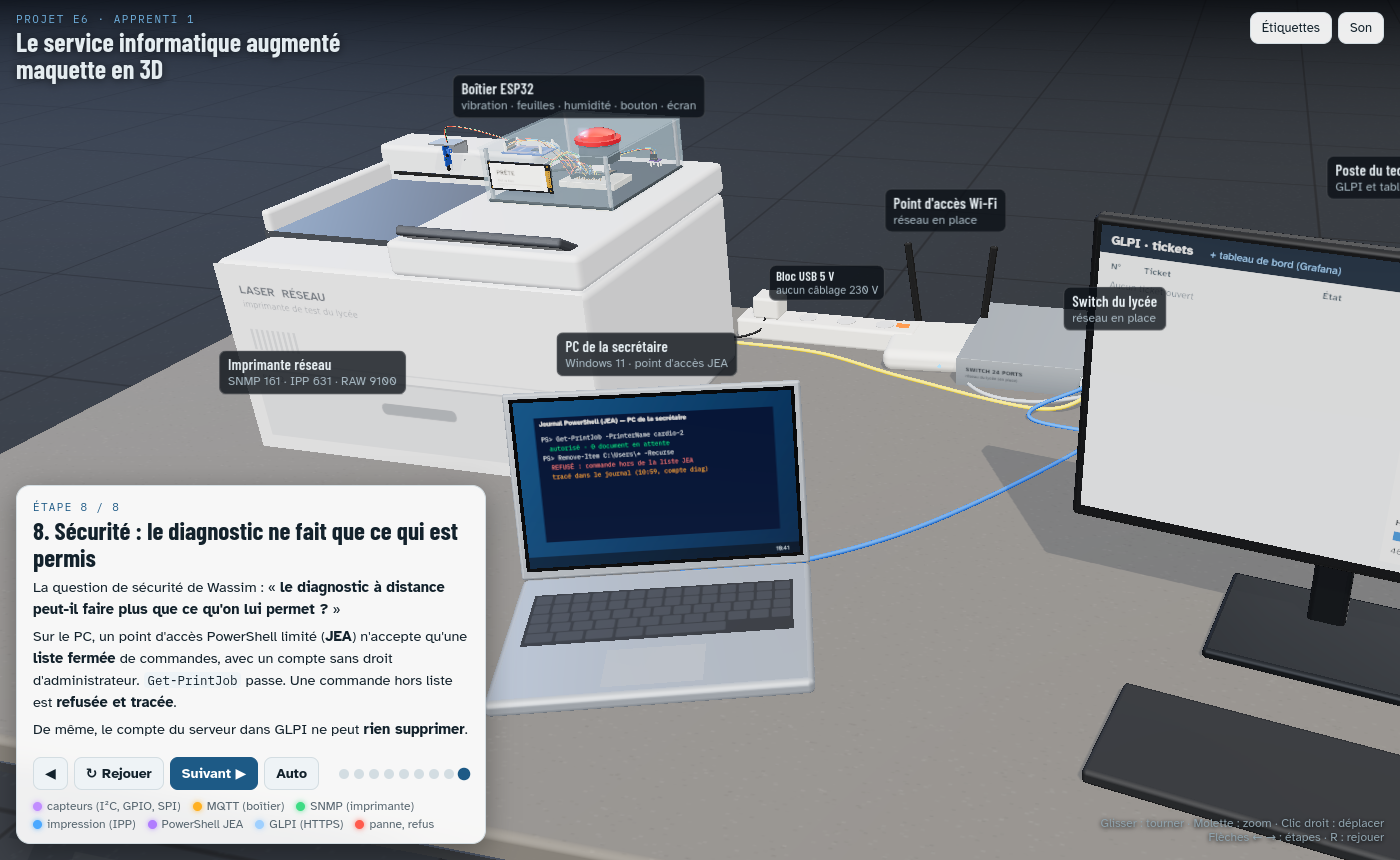 PROJET E6 · APPRENTI 1
Le service informatique augmenté
maquette en 3D
Étiquettes
Son
Boîtier ESP32
vibration · feuilles · humidité · bouton · écran
PRÊTE
Point d'accès Wi-Fi
réseau en place
Poste du tec
GLPI et tabl
Bloc USB 5 V
aucun câblage 230 V
Switch du lycée
réseau en place
GLPI · tickets
+ tableau de bord (Grafana)
N°
Ticket
État
LASER RÉSEAU
imprimante de test du lycée
Imprimante réseau
SNMP 161 · IPP 631 · RAW 9100
PC de la secrétaire
Windows 11 · point d'accès JEA
SWITCH 24 PORTS
Journal PowerShell (JEA) — PC de la secrétaire
PS> Get-PrintJob -PrinterName cardio-2
autorisé · 0 document en attente
PS> Remove-Item C:\Users\* -Recurse
REFUSÉ : commande hors de la liste JEA
tracé dans le journal (10:59, compte diag)
10:41
ÉTAPE 8 / 8
8. Sécurité : le diagnostic ne fait que ce qui est
permis
La question de sécurité de Wassim : « le diagnostic à distance
peut-il faire plus que ce qu'on lui permet ? »
Sur le PC, un point d'accès PowerShell limité (JEA) n'accepte qu'une
liste fermée de commandes, avec un compte sans droit
d'administrateur. Get-PrintJob passe. Une commande hors liste
est refusée et tracée.
De même, le compte du serveur dans GLPI ne peut rien supprimer.
◀
↻ Rejouer
Suivant ▶
Auto
capteurs (I²C, GPIO, SPI)
MQTT (boîtier)
SNMP (imprimante)
impression (IPP)
PowerShell JEA
GLPI (HTTPS)
panne, refus
Glisser : tourner · Molette : zoom · Clic droit : déplacer
Flèches ← → : étapes · R : rejouer